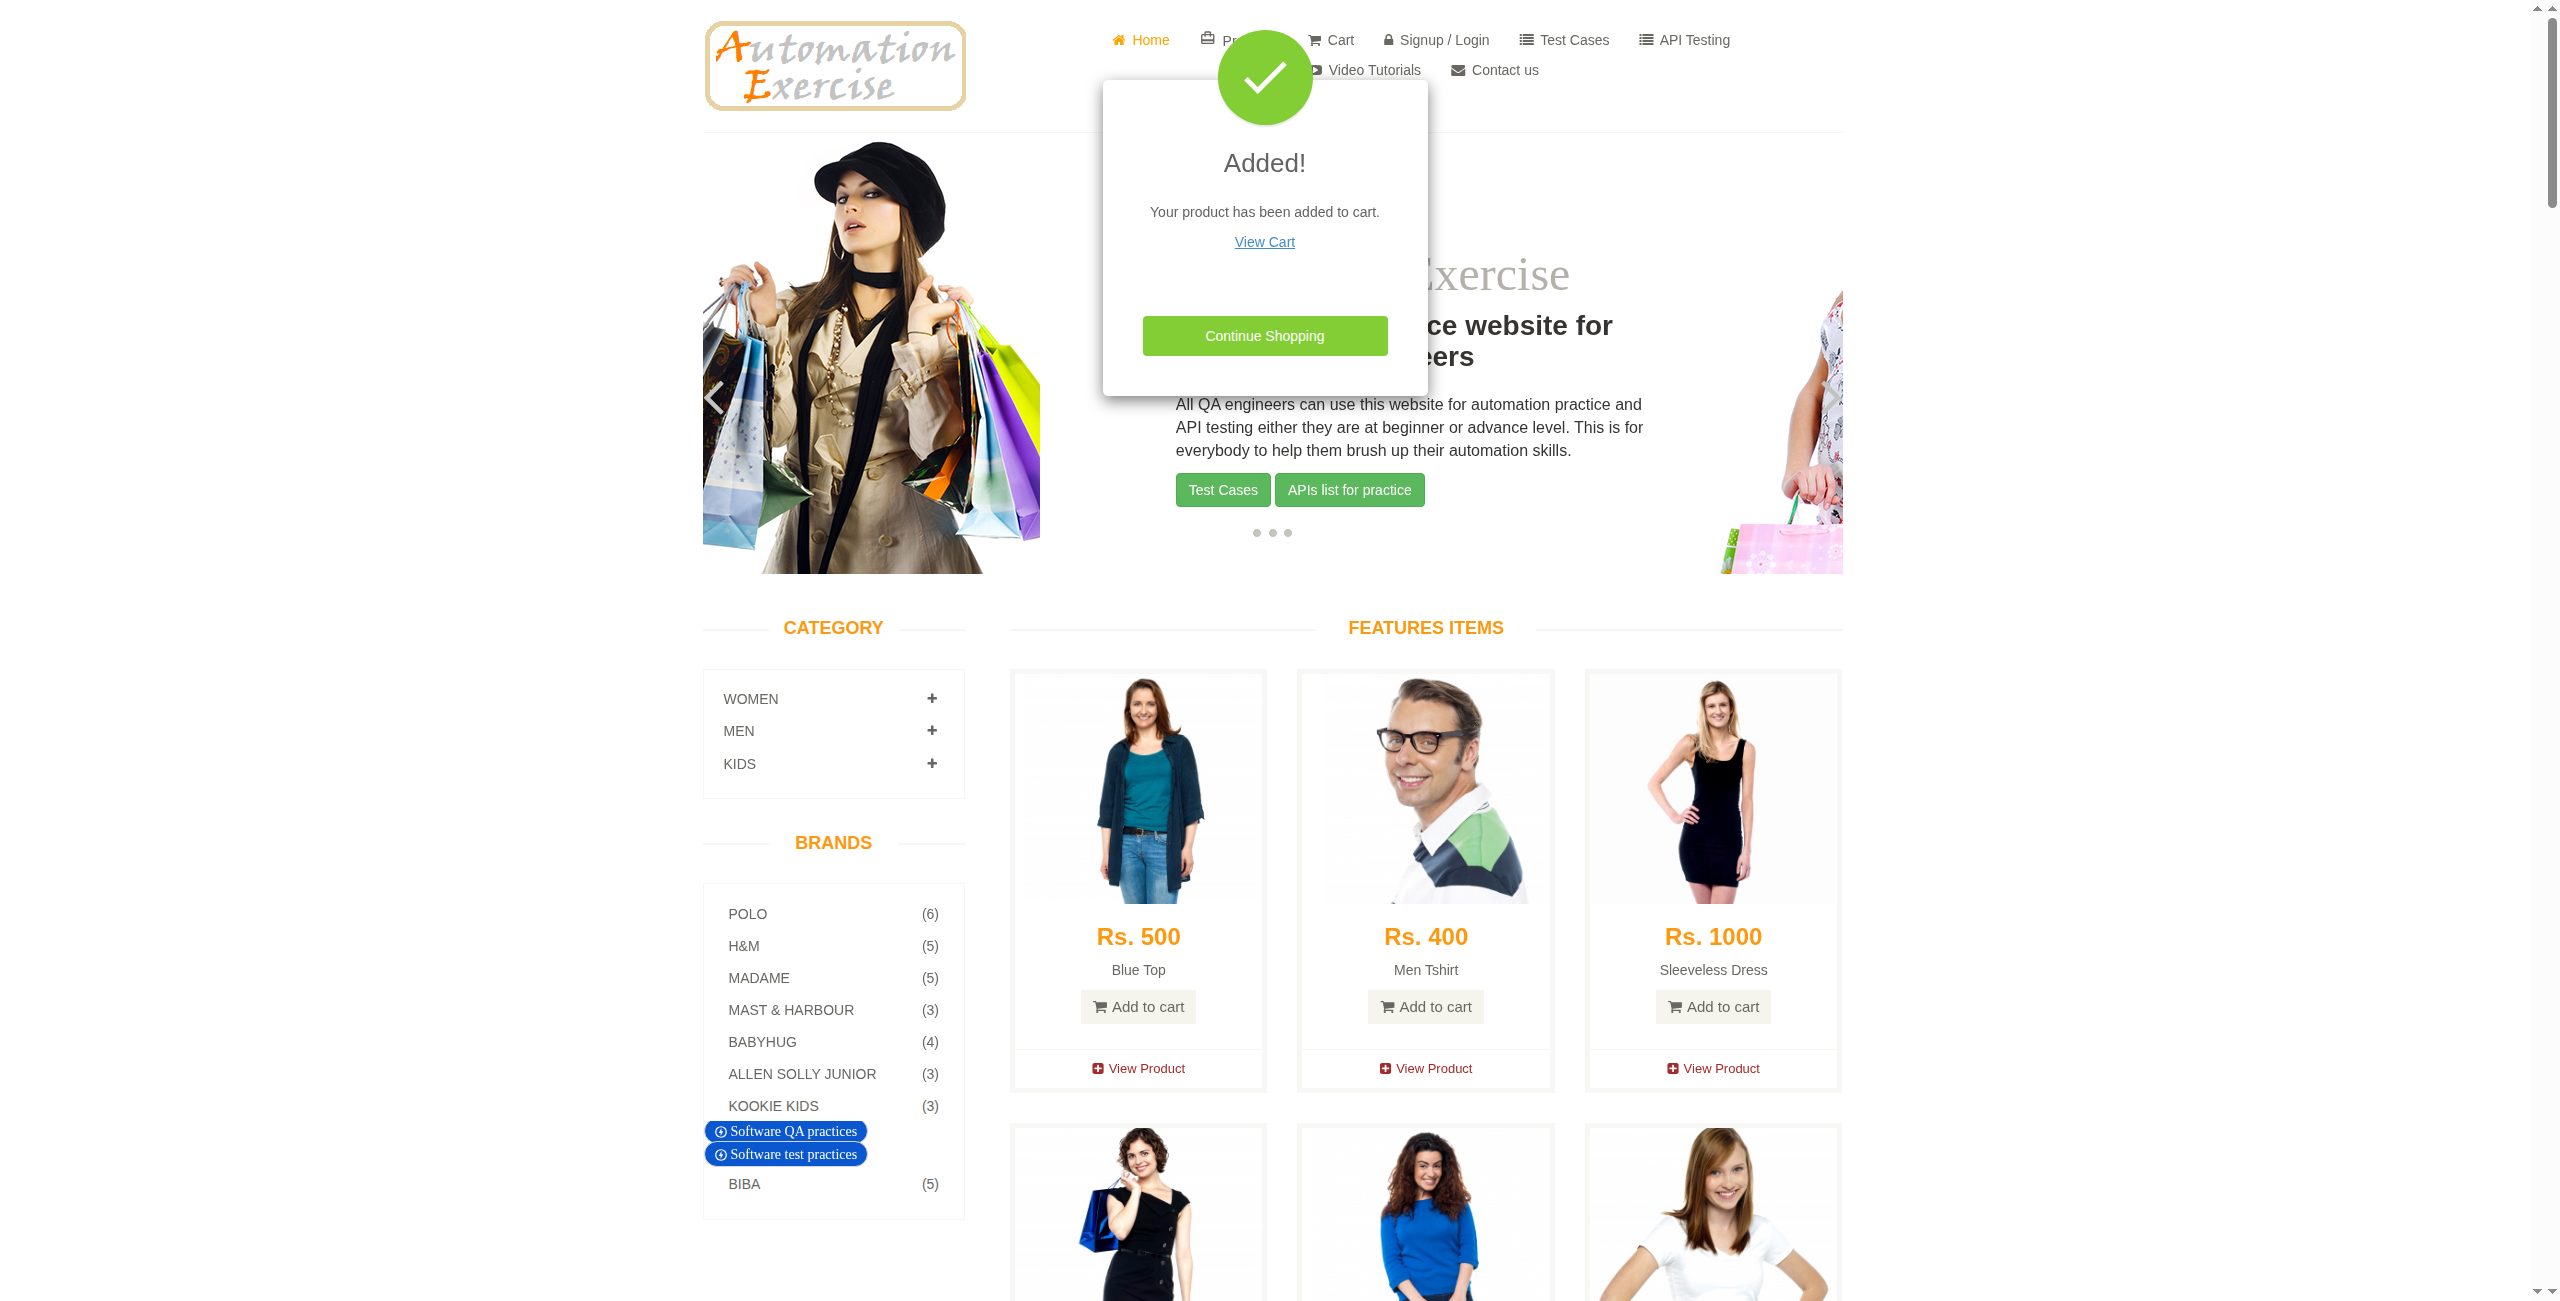 Automation
Exercise
Home
Cart
Signup / Login
Test Cases
API Testing
Video Tutorials
Contact us
Added!
Your product has been added to cart.
View Cart
Continue Shopping
Exercise
ce website for
eers
All QA engineers can use this website for automation practice and
API testing either they are at beginner or advance level. This is for
everybody to help them brush up their automation skills.
Test Cases
APIs list for practice
CATEGORY
WOMEN
MEN
KIDS
BRANDS
POLO (6)
H&M (5)
MADAME (5)
MAST & HARBOUR (3)
BABYHUG (4)
ALLEN SOLLY JUNIOR (3)
KOOKIE KIDS (3)
Software QA practices
Software test practices
BIBA (5)
FEATURES ITEMS
Rs. 500
Blue Top
Add to cart
View Product
Rs. 400
Men Tshirt
Add to cart
View Product
Rs. 1000
Sleeveless Dress
Add to cart
View Product